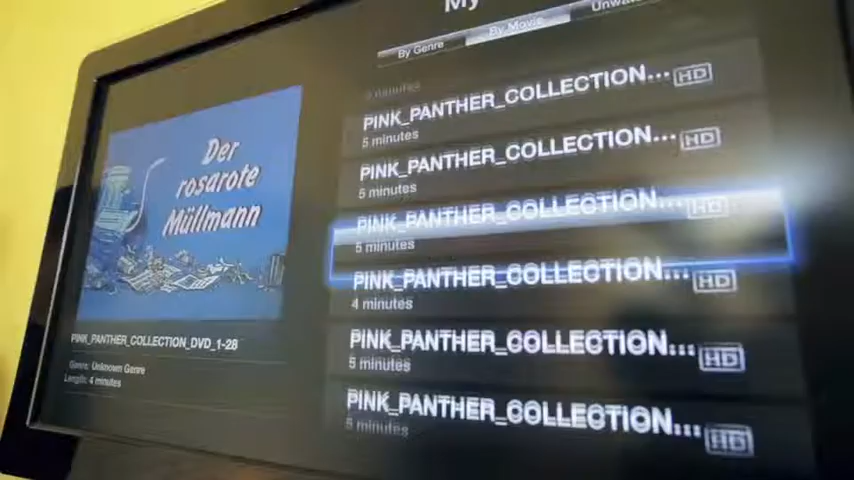 My
By Genre
By Movie
5 minutes
PINK_PANTHER_COLLECTION... HD
5 minutes
PINK_PANTHER_COLLECTION... HD
5 minutes
PINK_PANTHER_COLLECTION... HD
5 minutes
PINK_PANTHER_COLLECTION... HD
4 minutes
PINK_PANTHER_COLLECTION... HD
5 minutes
PINK_PANTHER_COLLECTION... HD
5 minutes
Der
rosarote
Müllmann
PINK_PANTHER_COLLECTION_DVD_1-28
Genre: Unknown Genre
Length: 4 minutes